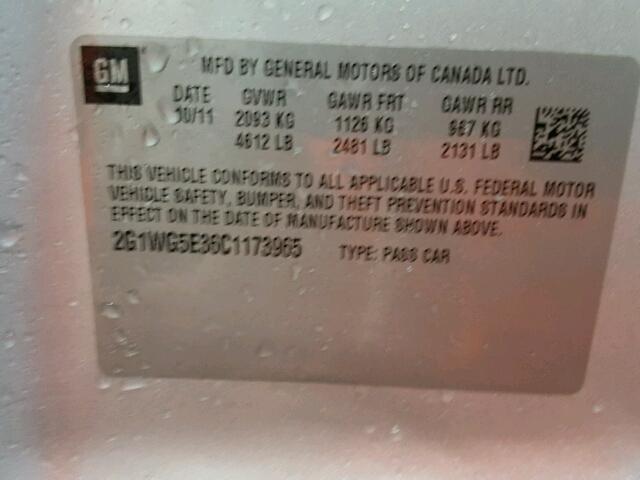 GM MFD BY GENERAL MOTORS OF CANADA LTD.
DATE GVWR GAWR FRT GAWR RR
10/11 2093 KG 1126 KG 967 KG
4612 LB 2481 LB 2131 LB
THIS VEHICLE CONFORMS TO ALL APPLICABLE U.S. FEDERAL MOTOR
VEHICLE SAFETY, BUMPER, AND THEFT PREVENTION STANDARDS IN
EFFECT ON THE DATE OF MANUFACTURE SHOWN ABOVE.
2G1WG5E36C1173965 TYPE: PASS CAR